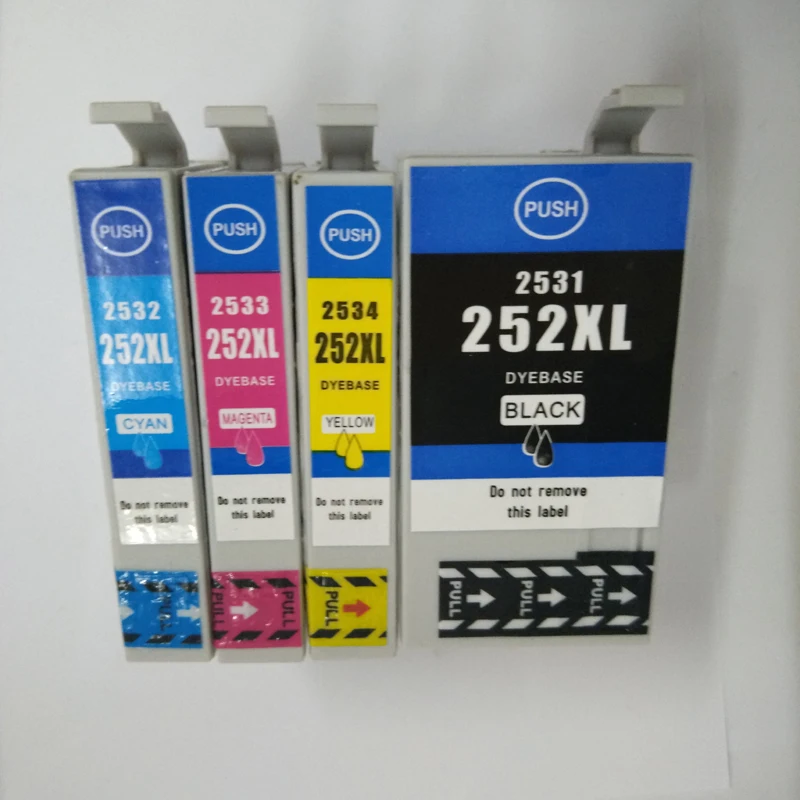 PUSH
2532
252XL
DYEBASE
CYAN
Do not remove
this label
PULL
PUSH
2533
252XL
DYEBASE
MAGENTA
Do not remove
this label
PULL
PULL
PUSH
2534
252XL
DYEBASE
YELLOW
Do not remove
this label
PULL
PUSH
2531
252XL
DYEBASE
BLACK
Do not remove
this label
PULL
PULL
PULL